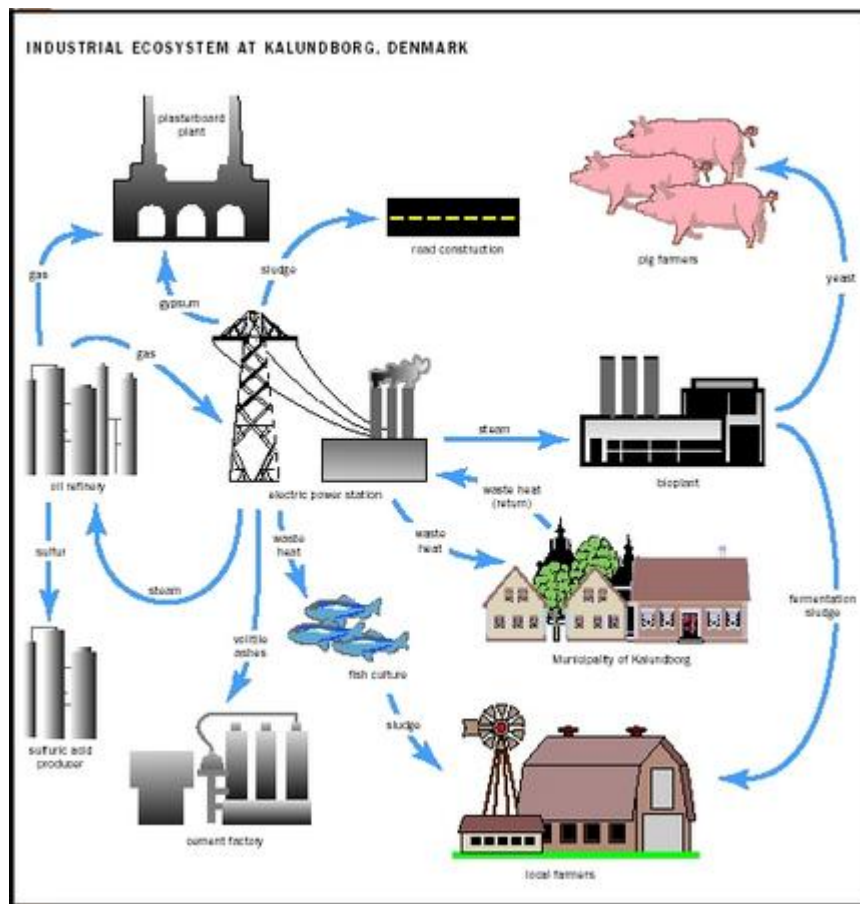 INDUSTRIAL ECOSYSTEM AT KALUNDBORG, DENMARK
plasterboard
plant
road construction
pig farmers
gas
sludge
gypsum
yeast
gas
steam
oil refinery
electric power station
bioplant
waste heat
(return)
waste
heat
waste
heat
sulfur
steam
fermentation
sludge
volitile
ashes
fish culture
Municipality of Kalundborg
sludge
sulfuric acid
producer
cement factory
local farmers